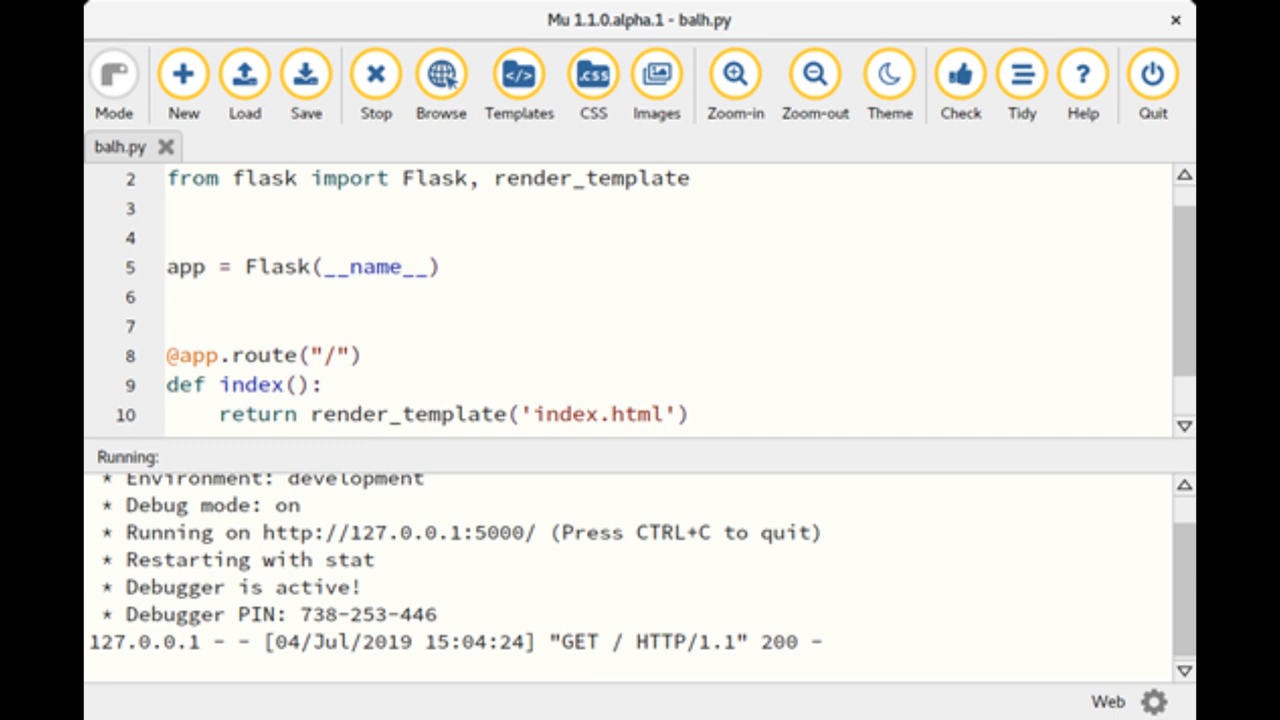 Mu 1.1.0.alpha.1 - balh.py
Mode New Load Save Stop Browse Templates CSS Images Zoom-in Zoom-out Theme Check Tidy Help Quit
balh.py
2 from flask import Flask, render_template
3
4
5 app = Flask(__name__)
6
7
8 @app.route("/")
9 def index():
10     return render_template('index.html')
Running:
 * Environment: development
 * Debug mode: on
 * Running on http://127.0.0.1:5000/ (Press CTRL+C to quit)
 * Restarting with stat
 * Debugger is active!
 * Debugger PIN: 738-253-446
127.0.0.1 - - [04/Jul/2019 15:04:24] "GET / HTTP/1.1" 200 -
Web